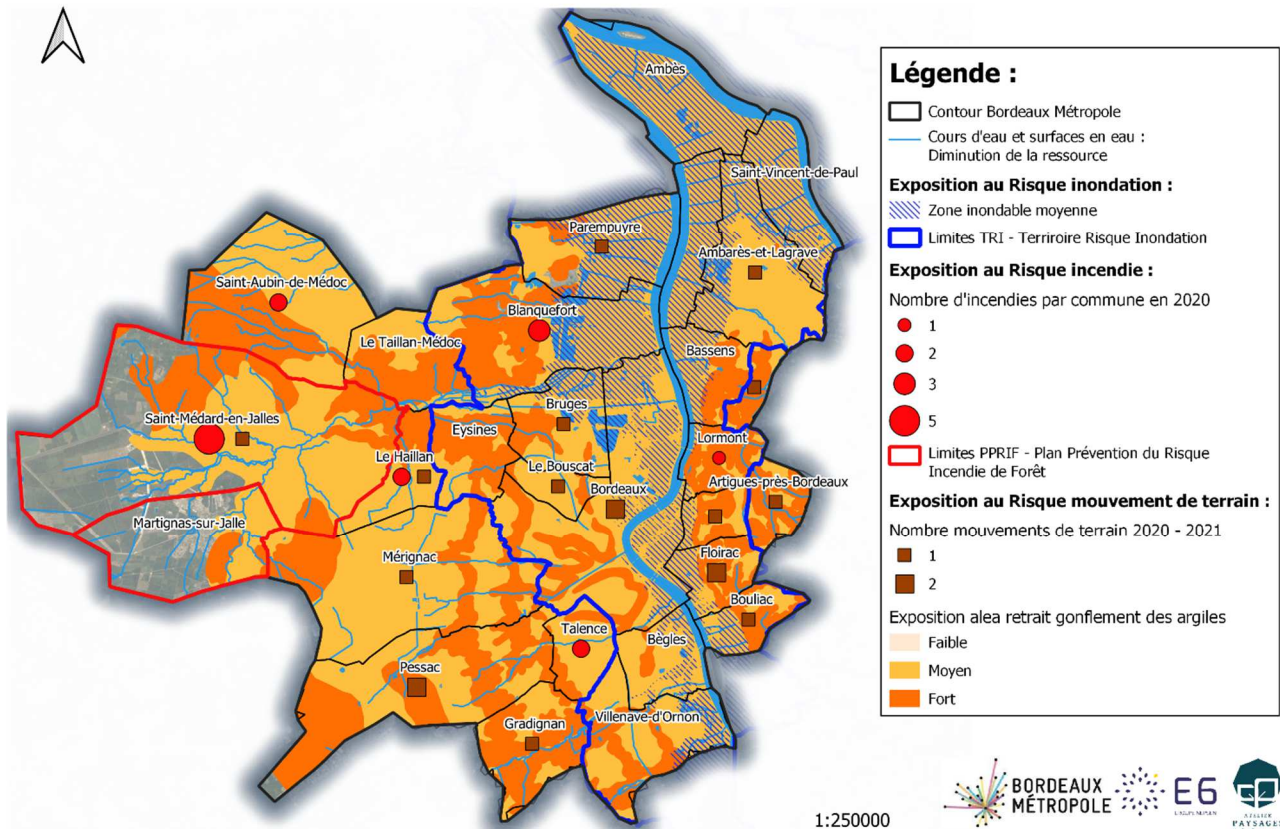 Ambès
Saint-Vincent-de-Paul
Parempuyre
Ambarès-et-Lagrave
Saint-Aubin-de-Médoc
Blanquefort
Le Taillan-Médoc
Bassens
Saint-Médard-en-Jalles
Bruges
Eysines
Lormont
Le Haillan
Le Bouscat
Artigues-près-Bordeaux
Bordeaux
Martignas-sur-Jalle
Mérignac
Floirac
Bouliac
Talence
Bègles
Pessac
Gradignan
Villenave-d'Ornon
Légende :
Contour Bordeaux Métropole
Cours d'eau et surfaces en eau :
Diminution de la ressource
Exposition au Risque inondation :
Zone inondable moyenne
Limites TRI - Terriroire Risque Inondation
Exposition au Risque incendie :
Nombre d'incendies par commune en 2020
1
2
3
5
Limites PPRIF - Plan Prévention du Risque
Incendie de Forêt
Exposition au Risque mouvement de terrain :
Nombre mouvements de terrain 2020 - 2021
1
2
Exposition alea retrait gonflement des argiles
Faible
Moyen
Fort
1:250000
BORDEAUX
MÉTROPOLE
E6
ATELIER
PAYSAGES